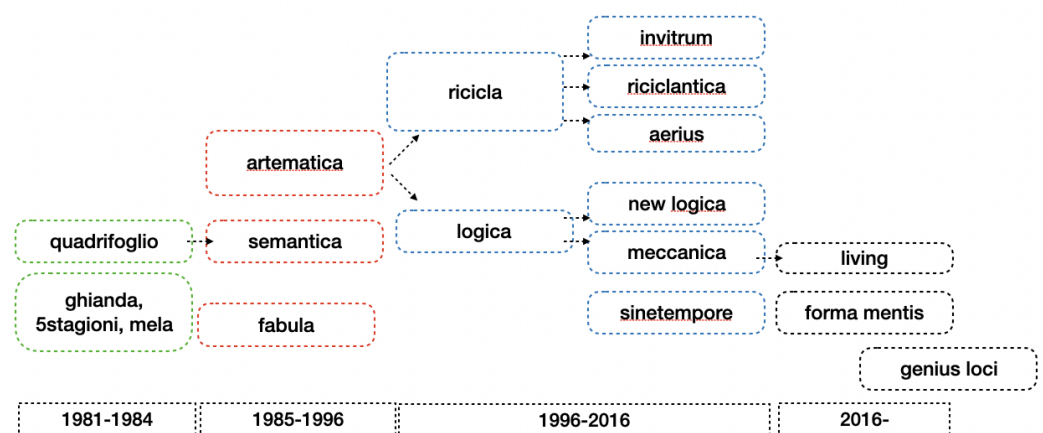 invitrum
ricicla
riciclantica
aerius
artematica
new logica
quadrifoglio
semantica
logica
meccanica
living
ghianda,
5stagioni, mela
fabula
sinetempore
forma mentis
genius loci
1981-1984
1985-1996
1996-2016
2016-